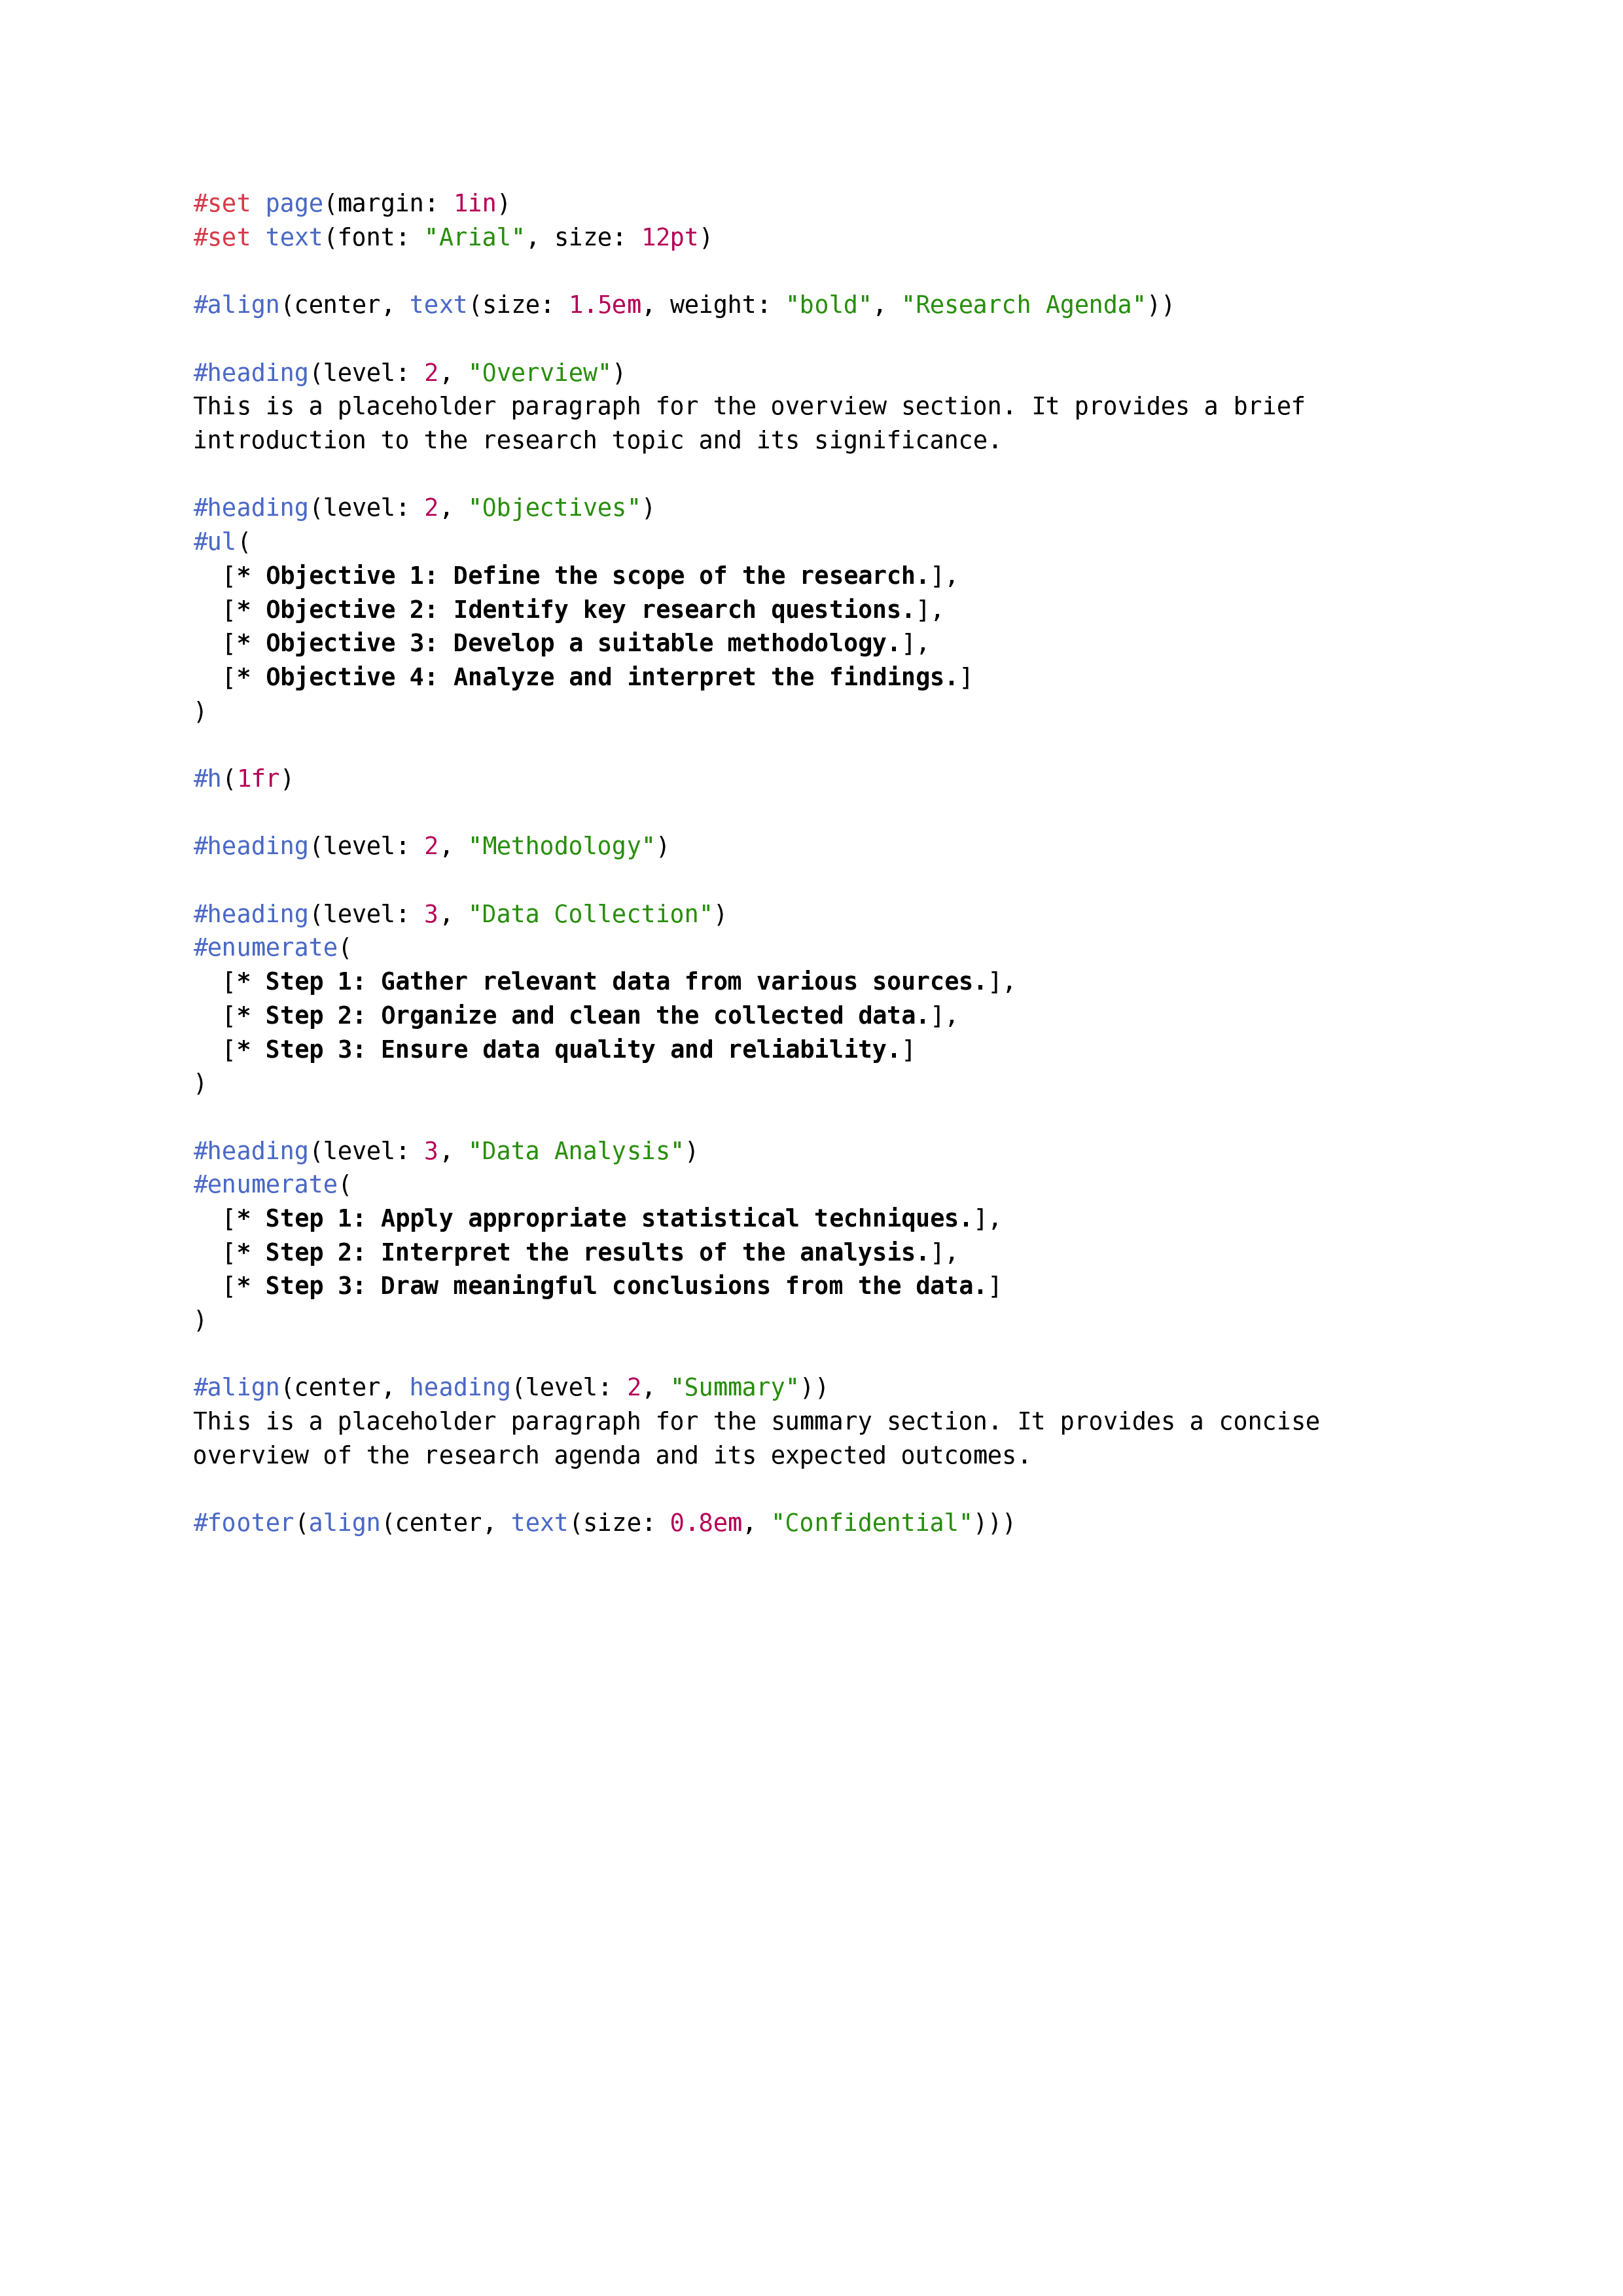 #set page(margin: 1in)
#set text(font: "Arial", size: 12pt)

#align(center, text(size: 1.5em, weight: "bold", "Research Agenda"))

#heading(level: 2, "Overview")
This is a placeholder paragraph for the overview section. It provides a brief
introduction to the research topic and its significance.

#heading(level: 2, "Objectives")
#ul(
  [* Objective 1: Define the scope of the research.],
  [* Objective 2: Identify key research questions.],
  [* Objective 3: Develop a suitable methodology.],
  [* Objective 4: Analyze and interpret the findings.]
)

#h(1fr)

#heading(level: 2, "Methodology")

#heading(level: 3, "Data Collection")
#enumerate(
  [* Step 1: Gather relevant data from various sources.],
  [* Step 2: Organize and clean the collected data.],
  [* Step 3: Ensure data quality and reliability.]
)

#heading(level: 3, "Data Analysis")
#enumerate(
  [* Step 1: Apply appropriate statistical techniques.],
  [* Step 2: Interpret the results of the analysis.],
  [* Step 3: Draw meaningful conclusions from the data.]
)

#align(center, heading(level: 2, "Summary"))
This is a placeholder paragraph for the summary section. It provides a concise
overview of the research agenda and its expected outcomes.

#footer(align(center, text(size: 0.8em, "Confidential")))